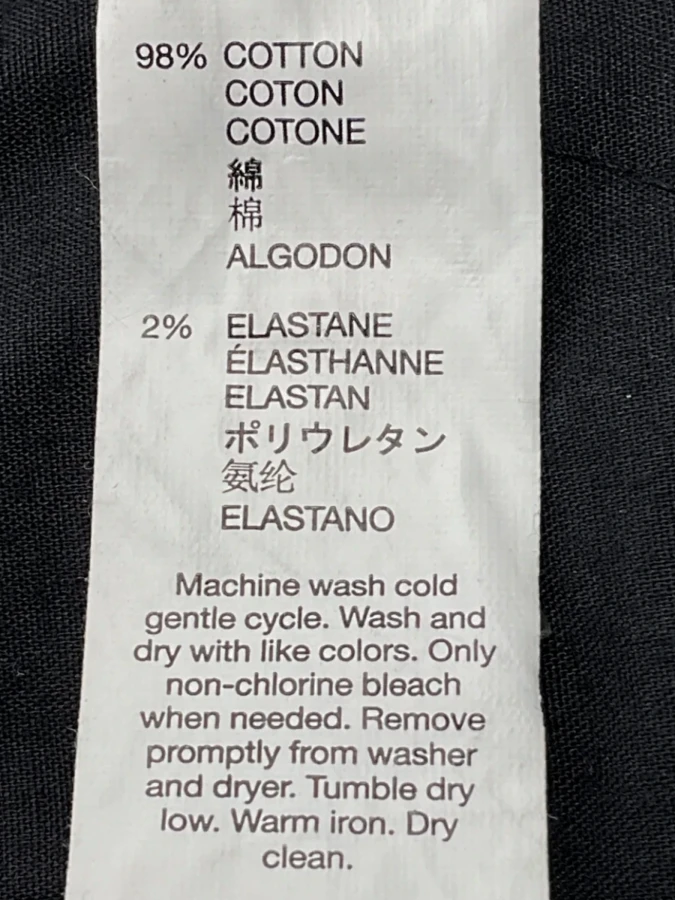 98% COTTON
COTON
COTONE
綿
棉
ALGODON
2% ELASTANE
ÉLASTHANNE
ELASTAN
ポリウレタン
氨纶
ELASTANO
Machine wash cold
gentle cycle. Wash and
dry with like colors. Only
non-chlorine bleach
when needed. Remove
promptly from washer
and dryer. Tumble dry
low. Warm iron. Dry
clean.